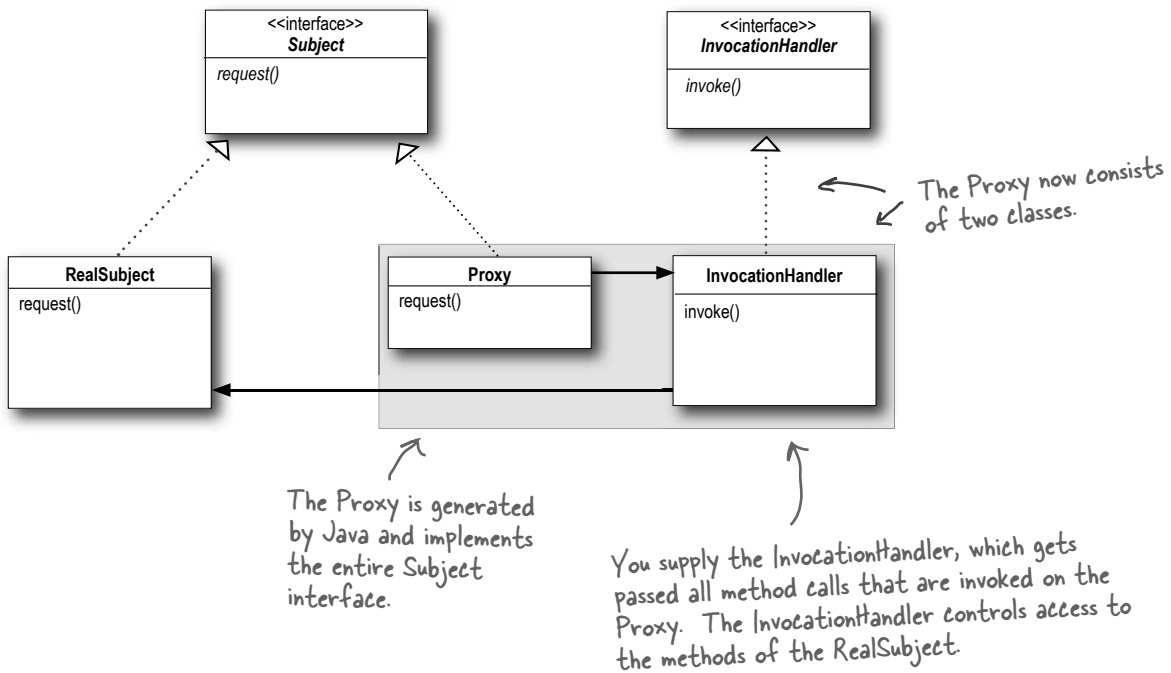 <<interface>>
Subject
request()
<<interface>>
InvocationHandler
invoke()
The Proxy now consists
of two classes.
RealSubject
request()
Proxy
request()
InvocationHandler
invoke()
The Proxy is generated
by Java and implements
the entire Subject
interface.
You supply the InvocationHandler, which gets
passed all method calls that are invoked on the
Proxy. The InvocationHandler controls access to
the methods of the RealSubject.